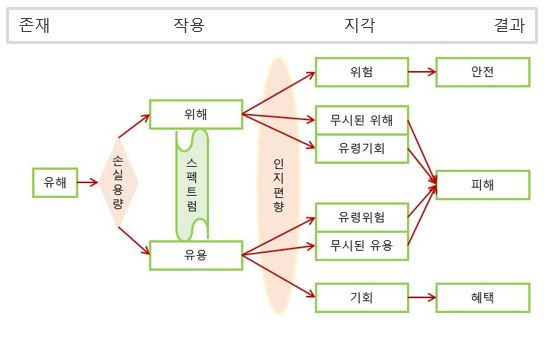 존재 작용 지각 결과
위험 안전
위해 무시된 위해
유령기회
유해 손실용량 스펙트럼 인지편향 피해
유령위험
유용 무시된 유용
기회 혜택